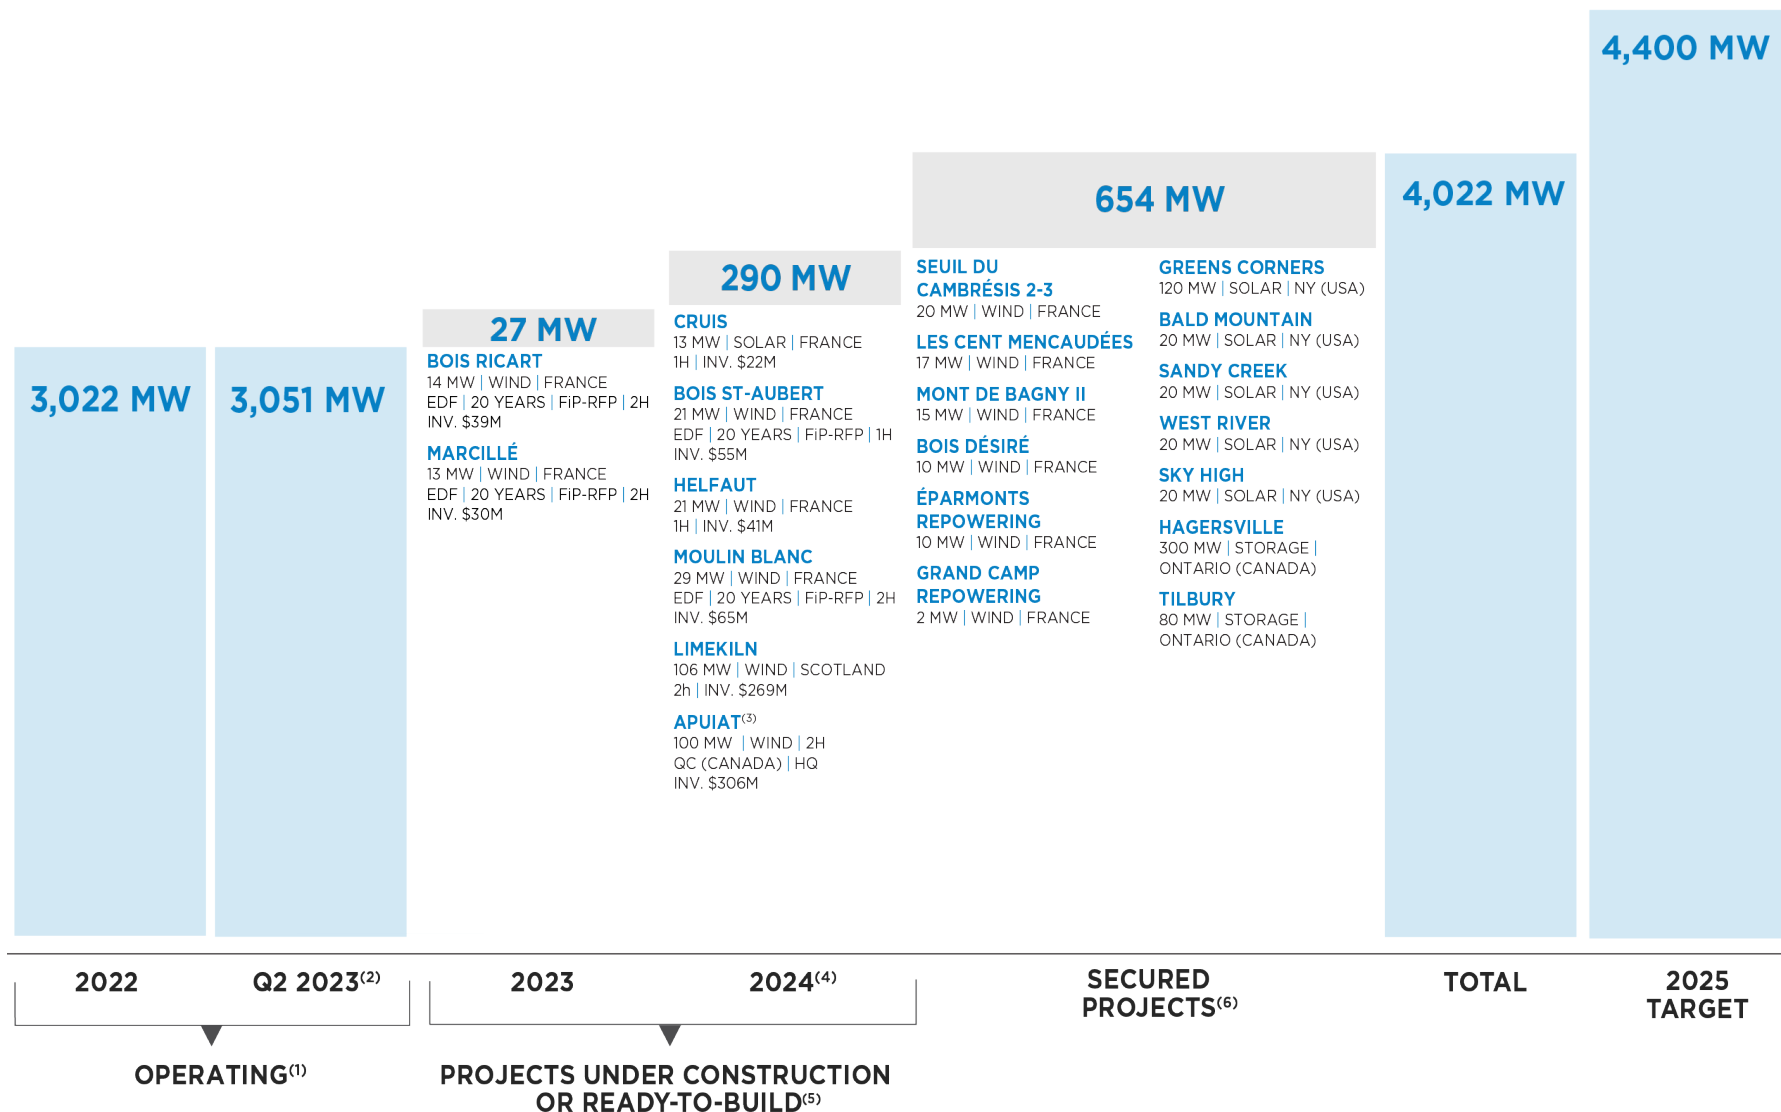 3,022 MW
3,051 MW
27 MW
BOIS RICART
14 MW | WIND | FRANCE
EDF | 20 YEARS | FiP-RFP | 2H
INV. $39M
MARCILLÉ
13 MW | WIND | FRANCE
EDF | 20 YEARS | FiP-RFP | 2H
INV. $30M
290 MW
CRUIS
13 MW | SOLAR | FRANCE
1H | INV. $22M
BOIS ST-AUBERT
21 MW | WIND | FRANCE
EDF | 20 YEARS | FiP-RFP | 1H
INV. $55M
HELFAUT
21 MW | WIND | FRANCE
1H | INV. $41M
MOULIN BLANC
29 MW | WIND | FRANCE
EDF | 20 YEARS | FiP-RFP | 2H
INV. $65M
LIMEKILN
106 MW | WIND | SCOTLAND
2h | INV. $269M
APUIAT(3)
100 MW | WIND | 2H
QC (CANADA) | HQ
INV. $306M
654 MW
SEUIL DU
CAMBRÉSIS 2-3
20 MW | WIND | FRANCE
LES CENT MENCAUDÉES
17 MW | WIND | FRANCE
MONT DE BAGNY II
15 MW | WIND | FRANCE
BOIS DÉSIRÉ
10 MW | WIND | FRANCE
ÉPARMONTS
REPOWERING
10 MW | WIND | FRANCE
GRAND CAMP
REPOWERING
2 MW | WIND | FRANCE
GREENS CORNERS
120 MW | SOLAR | NY (USA)
BALD MOUNTAIN
20 MW | SOLAR | NY (USA)
SANDY CREEK
20 MW | SOLAR | NY (USA)
WEST RIVER
20 MW | SOLAR | NY (USA)
SKY HIGH
20 MW | SOLAR | NY (USA)
HAGERSVILLE
300 MW | STORAGE |
ONTARIO (CANADA)
TILBURY
80 MW | STORAGE |
ONTARIO (CANADA)
4,022 MW
4,400 MW
2022
Q2 2023(2)
2023
2024(4)
SECURED
PROJECTS(6)
TOTAL
2025
TARGET
OPERATING(1)
PROJECTS UNDER CONSTRUCTION
OR READY-TO-BUILD(5)